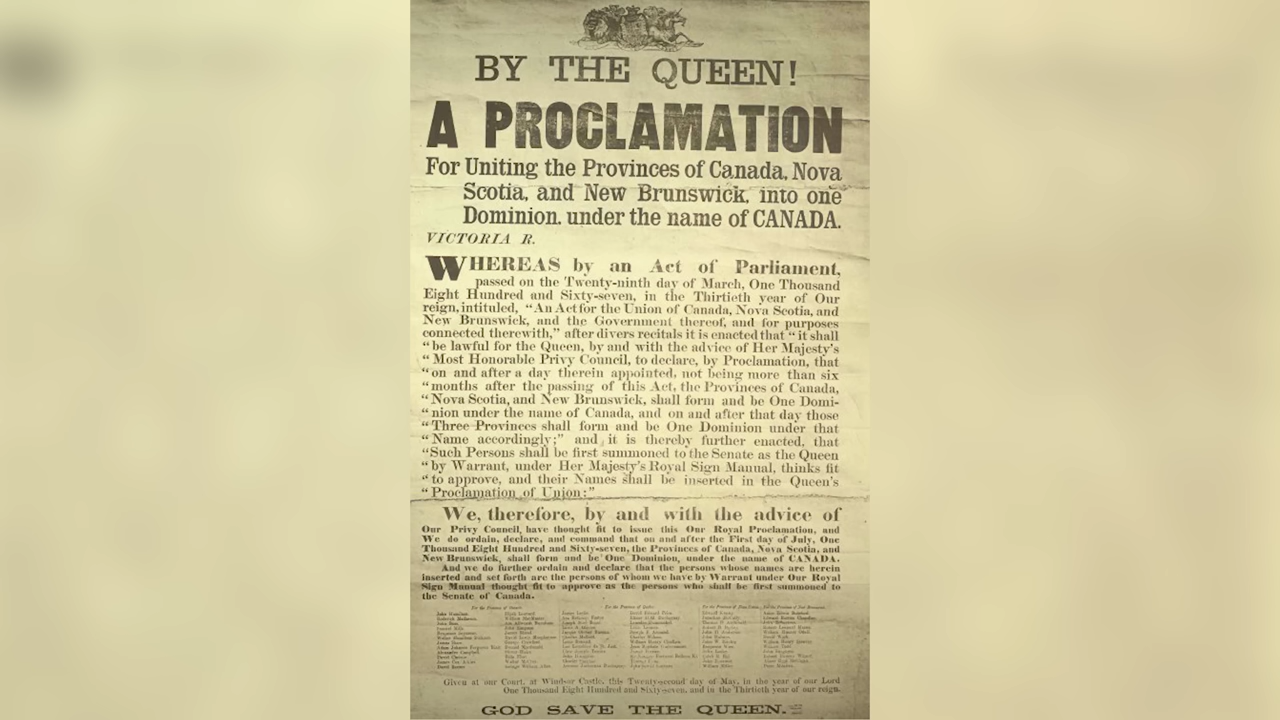 BY THE QUEEN!
A PROCLAMATION
For Uniting the Provinces of Canada, Nova
Scotia, and New Brunswick, into one
Dominion. under the name of CANADA.
VICTORIA R.
WHEREAS by an Act of Parliament,
passed on the Twenty-ninth day of March, One Thousand
Eight Hundred and Sixty-seven, in the Thirtieth year of Our
reign, intituled, "An Act for the Union of Canada, Nova Scotia, and
New Brunswick, and the Government thereof, and for purposes
connected therewith," after divers recitals it is enacted that "it shall
"be lawful for the Queen, by and with the advice of Her Majesty's
"Most Honorable Privy Council, to declare, by Proclamation, that
"on and after a day therein appointed, not being more than six
"months after the passing of this Act, the Provinces of Canada,
"Nova Scotia, and New Brunswick, shall form and be One Domi-
"nion under the name of Canada, and on and after that day those
"Three Provinces shall form and be One Dominion under that
"Name accordingly;" and it is thereby further enacted, that
"Such Persons shall be first summoned to the Senate as the Queen
"by Warrant, under Her Majesty's Royal Sign Manual, thinks fit
"to approve, and their Names shall be inserted in the Queen's
"Proclamation of Union:"
We, therefore, by and with the advice of
Our Privy Council, have thought fit to issue this Our Royal Proclamation, and
We do ordain, declare, and command that on and after the First day of July, One
Thousand Eight Hundred and Sixty-seven, the Provinces of Canada, Nova Scotia, and
New Brunswick, shall form and be One Dominion, under the name of CANADA.
And we do further ordain and declare that the persons whose names are herein
inserted and set forth are the persons of whom we have by Warrant under Our Royal
Sign Manual thought fit to approve as the persons who shall be first summoned to
the Senate of Canada.
Given at our Court, at Windsor Castle, this Twenty-second day of May, in the year of our Lord
One Thousand Eight Hundred and Sixty-seven, and in the Thirtieth year of our reign.
GOD SAVE THE QUEEN.